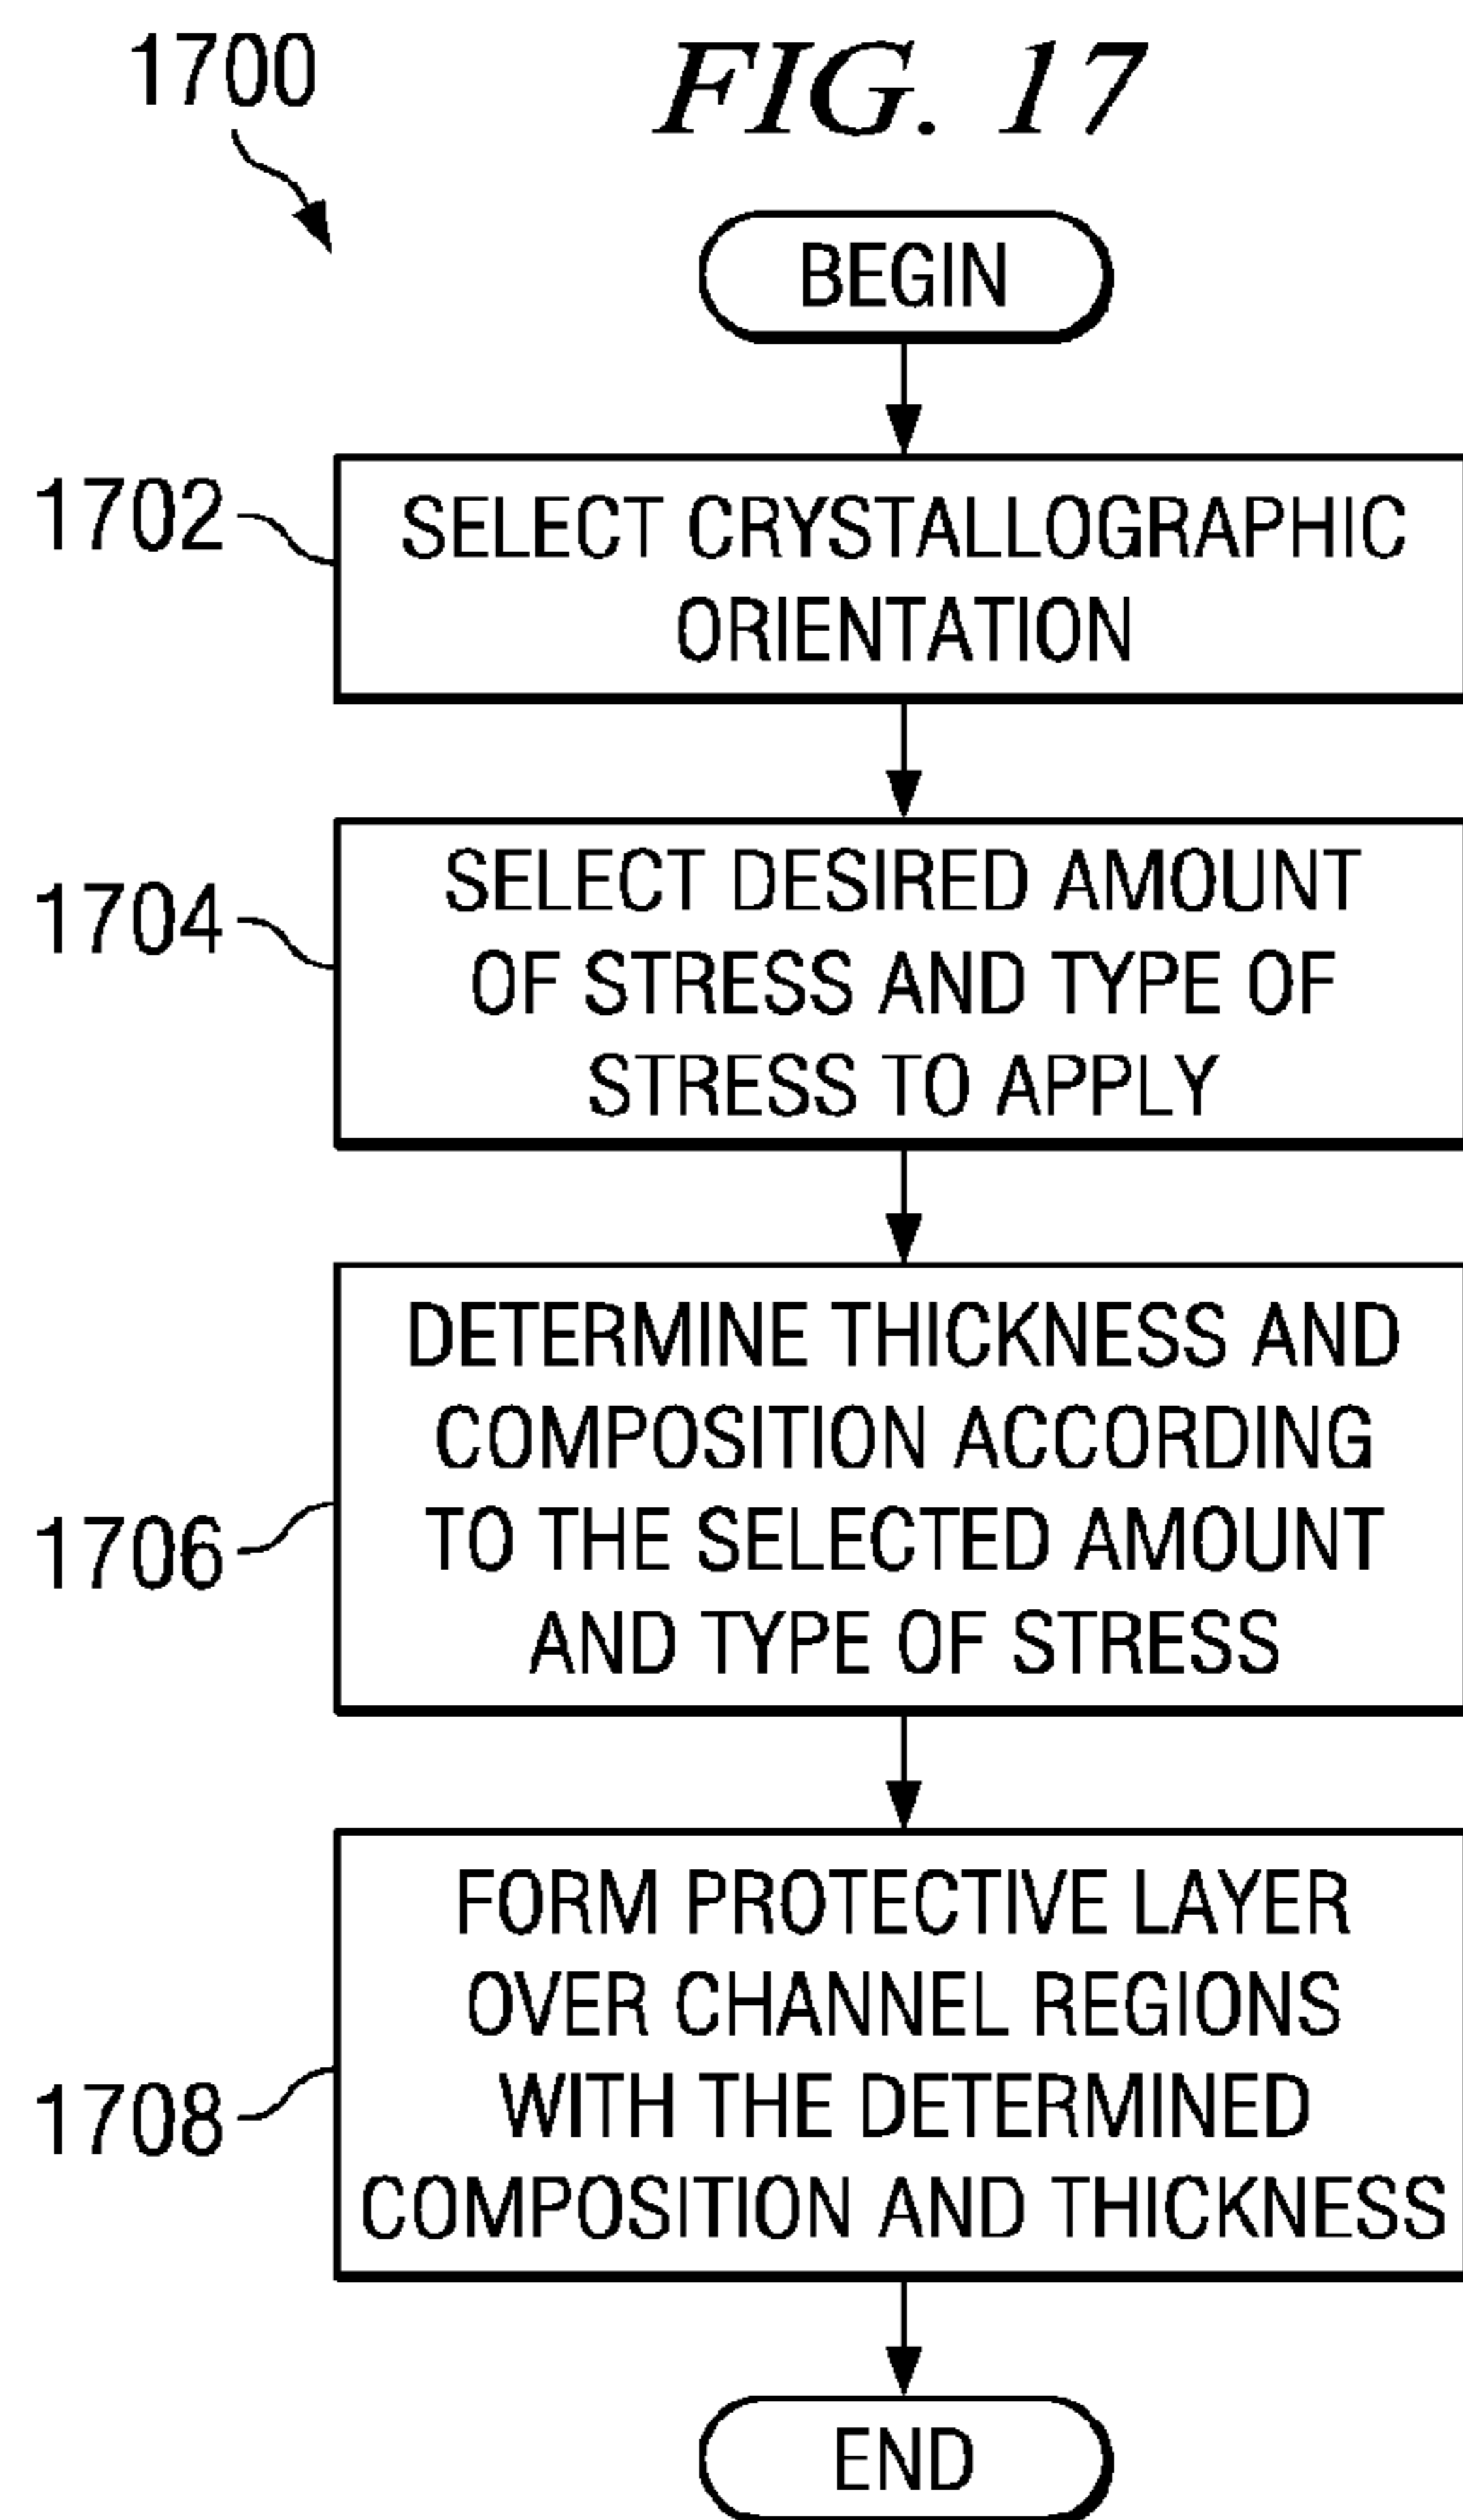 1700
FIG. 17
BEGIN
1702
SELECT CRYSTALLOGRAPHIC
ORIENTATION
1704
SELECT DESIRED AMOUNT
OF STRESS AND TYPE OF
STRESS TO APPLY
1706
DETERMINE THICKNESS AND
COMPOSITION ACCORDING
TO THE SELECTED AMOUNT
AND TYPE OF STRESS
1708
FORM PROTECTIVE LAYER
OVER CHANNEL REGIONS
WITH THE DETERMINED
COMPOSITION AND THICKNESS
END